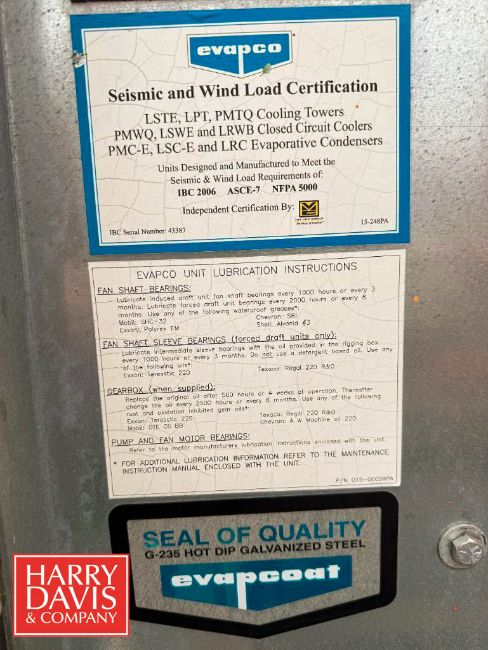 evapco
Seismic and Wind Load Certification
LSTE, LPT, PMTQ Cooling Towers
PMWQ, LSWE and LRWB Closed Circuit Coolers
PMC-E, LSC-E and LRC Evaporative Condensers
Units Designed and Manufactured to Meet the
Seismic & Wind Load Requirements of:
IBC 2006 ASCE-7 NFPA 5000
Independent Certification By:
IBC Serial Number: 43387
15-248PA
EVAPCO UNIT LUBRICATION INSTRUCTIONS
FAN SHAFT BEARINGS:
Lubricate induced draft unit fan shaft bearings every 1000 hours or every 3
months. Lubricate forced draft unit bearings every 2000 hours or every 6
months. Use any of the following waterproof greases*:
Mobil: SHC-32 Chevron: SRI
Exxon: Polyrex EM Shell: Alvania #3
FAN SHAFT SLEEVE BEARINGS (forced draft units only):
Lubricate intermediate sleeve bearings with the oil provided in the rigging box
every 1000 hours or every 3 months. Do not use a detergent based oil. Use any
of the following oils*:
Exxon: Teresstic 220 Texaco: Regal 220 R&O
GEARBOX (when supplied):
Replace the original oil after 500 hours or 4 weeks of operation. Thereafter
change the oil every 2500 hours or every 6 months. Use any of the following
rust and oxidation inhibited gear oils*:
Exxon: Terestic 220 Texaco: Regal 220 R&O
Mobil: DTE Oil BB Chevron: A W Machine oil 220
PUMP AND FAN MOTOR BEARINGS:
Refer to the motor manufacturers lubrication instructions enclosed with the unit.
* FOR ADDITIONAL LUBRICATION INFORMATION REFER TO THE MAINTENANCE
INSTRUCTION MANUAL ENCLOSED WITH THE UNIT.
P/N 015-00058PA
SEAL OF QUALITY
G-235 HOT DIP GALVANIZED STEEL
evapcoat
HARRY
DAVIS
& COMPANY